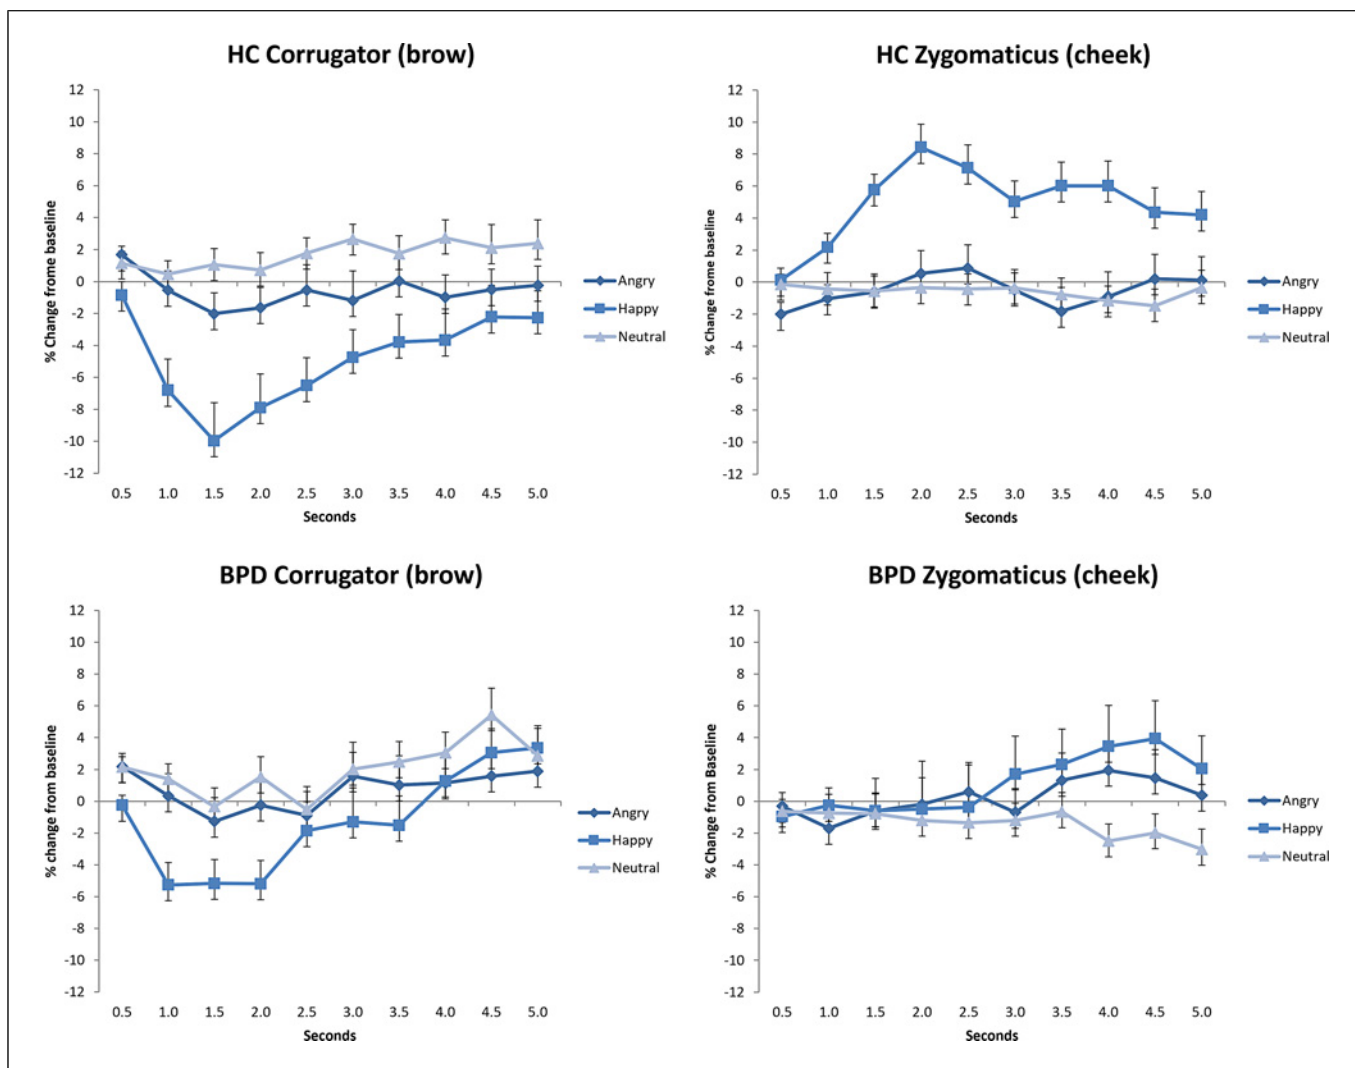 HC Corrugator (brow)
% Change frome baseline
12
10
8
6
4
2
0
-2
-4
-6
-8
-10
-12
0.5 1.0 1.5 2.0 2.5 3.0 3.5 4.0 4.5 5.0
Seconds
Angry
Happy
Neutral
HC Zygomaticus (cheek)
% Change frome baseline
12
10
8
6
4
2
0
-2
-4
-6
-8
-10
-12
0.5 1.0 1.5 2.0 2.5 3.0 3.5 4.0 4.5 5.0
Seconds
Angry
Happy
Neutral
BPD Corrugator (brow)
% change from Baseline
12
10
8
6
4
2
0
-2
-4
-6
-8
-10
-12
0.5 1.0 1.5 2.0 2.5 3.0 3.5 4.0 4.5 5.0
Seconds
Angry
Happy
Neutral
BPD Zygomaticus (cheek)
% Change from Baseline
12
10
8
6
4
2
0
-2
-4
-6
-8
-10
-12
0.5 1.0 1.5 2.0 2.5 3.0 3.5 4.0 4.5 5.0
Seconds
Angry
Happy
Neutral